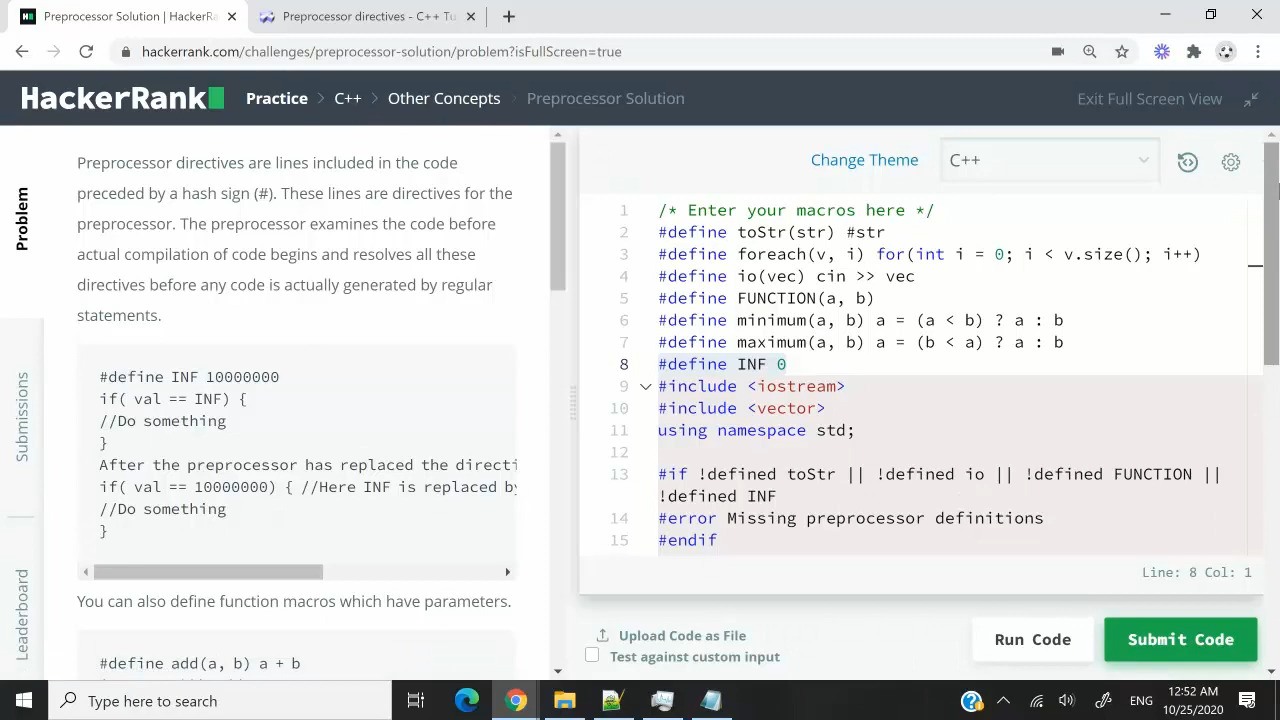 Preprocessor Solution | HackerRa
Preprocessor directives - C++ Tu
hackerrank.com/challenges/preprocessor-solution/problem?isFullScreen=true
HackerRank
Practice > C++ > Other Concepts > Preprocessor Solution
Exit Full Screen View
Problem
Submissions
Leaderboard
Preprocessor directives are lines included in the code
preceded by a hash sign (#). These lines are directives for the
preprocessor. The preprocessor examines the code before
actual compilation of code begins and resolves all these
directives before any code is actually generated by regular
statements.
#define INF 10000000
if( val == INF) {
//Do something
}
After the preprocessor has replaced the directi
if( val == 10000000) { //Here INF is replaced by
//Do something
}
You can also define function macros which have parameters.
#define add(a, b) a + b
Change Theme
C++
1 /* Enter your macros here */
2 #define toStr(str) #str
3 #define foreach(v, i) for(int i = 0; i < v.size(); i++)
4 #define io(vec) cin >> vec
5 #define FUNCTION(a, b)
6 #define minimum(a, b) a = (a < b) ? a : b
7 #define maximum(a, b) a = (b < a) ? a : b
8 #define INF 0
9 #include <iostream>
10 #include <vector>
11 using namespace std;
12
13 #if !defined toStr || !defined io || !defined FUNCTION ||
!defined INF
14 #error Missing preprocessor definitions
15 #endif
Line: 8 Col: 1
Upload Code as File
Test against custom input
Run Code
Submit Code
Type here to search
ENG
12:52 AM
10/25/2020